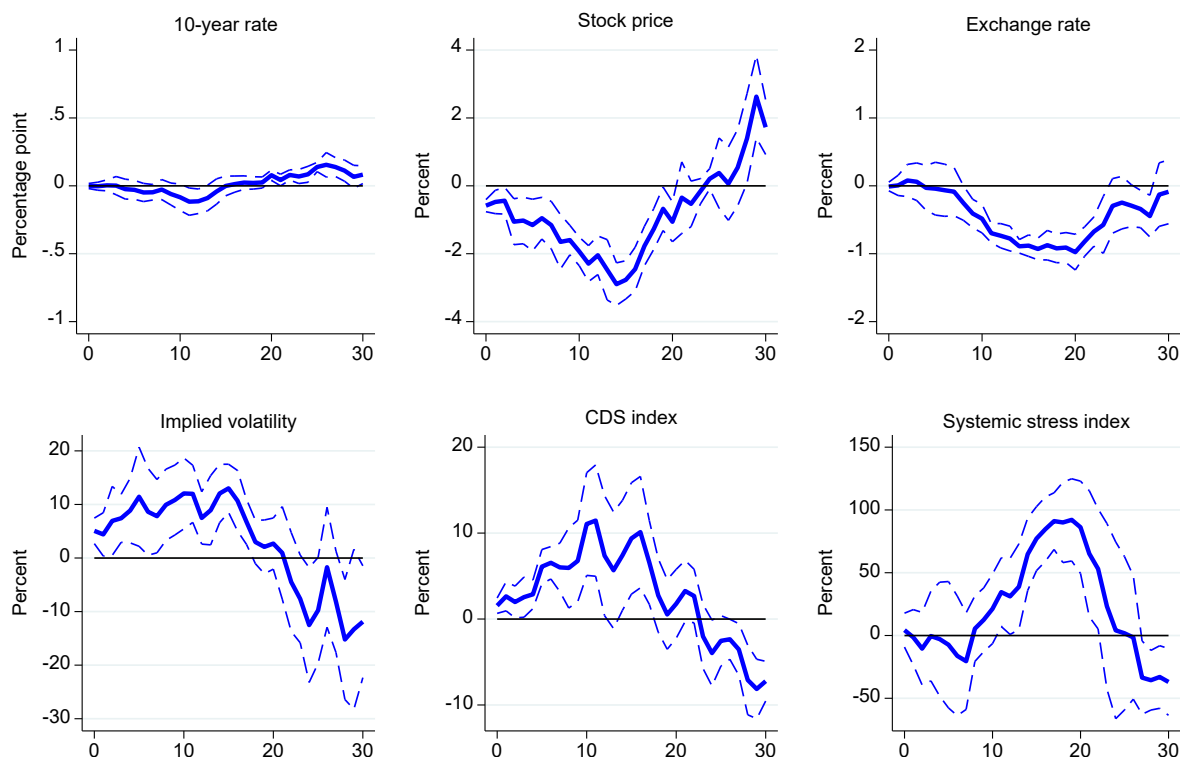 10-year rate
Percentage point
1
.5
0
-.5
-1
0 10 20 30
Stock price
Percent
4
2
0
-2
-4
0 10 20 30
Exchange rate
Percent
2
1
0
-1
-2
0 10 20 30
Implied volatility
Percent
20
10
0
-10
-20
-30
0 10 20 30
CDS index
Percent
20
10
0
-10
0 10 20 30
Systemic stress index
Percent
150
100
50
0
-50
0 10 20 30